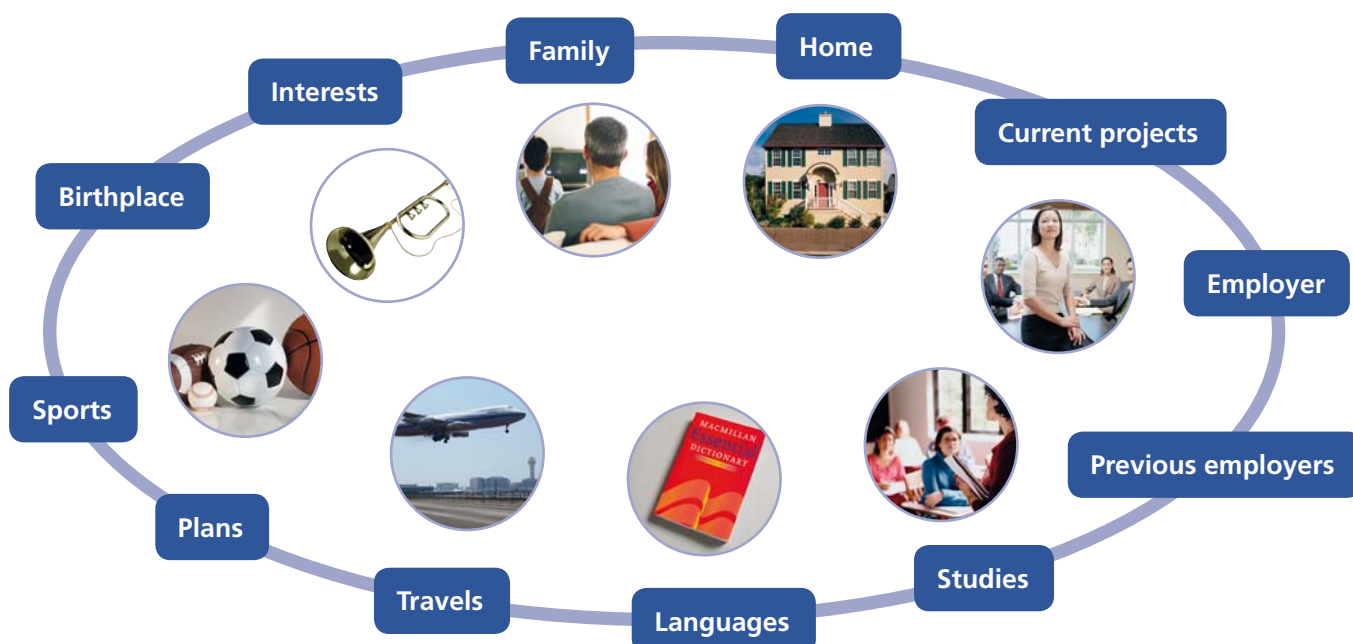 Family
Home
Interests
Current projects
Birthplace
Employer
Sports
MACMILLAN
Essential
DICTIONARY
Previous employers
Plans
Studies
Travels
Languages